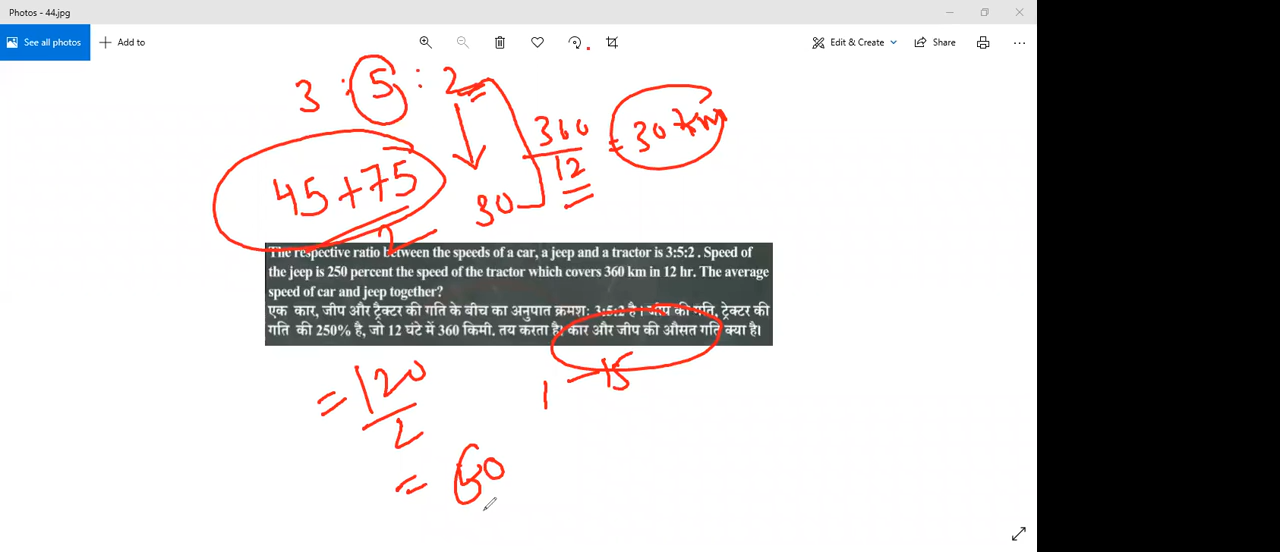 Photos - 44.jpg
See all photos
Add to
Edit & Create
Share
3 : 5 : 2
360
12
= 30 km
45+75
2
30
The respective ratio between the speeds of a car, a jeep and a tractor is 3:5:2 . Speed of
the jeep is 250 percent the speed of the tractor which covers 360 km in 12 hr. The average
speed of car and jeep together?
एक कार, जीप और ट्रैक्टर की गति के बीच का अनुपात क्रमशः 3:5:2 है। जीप की गति, ट्रेक्टर की
गति की 250% है, जो 12 घंटे में 360 किमी. तय करता है। कार और जीप की औसत गति क्या है।
1 — 15
= 120
2
= 60